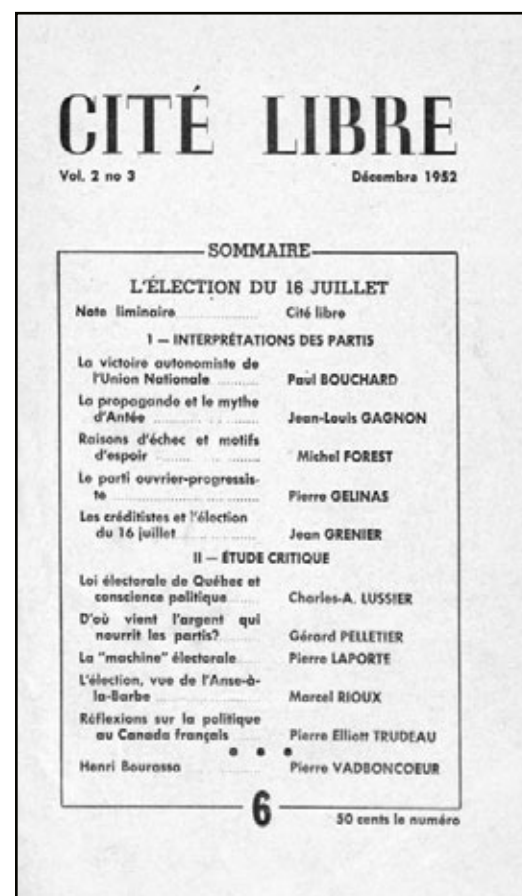 CITÉ LIBRE
Vol. 2 no 3 Décembre 1952
SOMMAIRE
L'ÉLECTION DU 16 JUILLET
Note liminaire Cité libre
I — INTERPRÉTATIONS DES PARTIS
La victoire autonomiste de
l'Union Nationale Paul BOUCHARD
La propagande et le mythe
d'Antée Jean-Louis GAGNON
Raisons d'échec et motifs
d'espoir Michel FOREST
Le parti ouvrier-progressis-
te Pierre GELINAS
Les créditistes et l'élection
du 16 juillet Jean GRENIER
II — ÉTUDE CRITIQUE
Loi électorale de Québec et
conscience politique Charles-A. LUSSIER
D'où vient l'argent qui
nourrit les partis? Gérard PELLETIER
La "machine" électorale Pierre LAPORTE
L'élection, vue de l'Anse-à-
la-Barbe Marcel RIOUX
Réflexions sur la politique
au Canada français Pierre Elliott TRUDEAU
Henri Bourassa Pierre VADBONCOEUR
6
50 cents le numéro